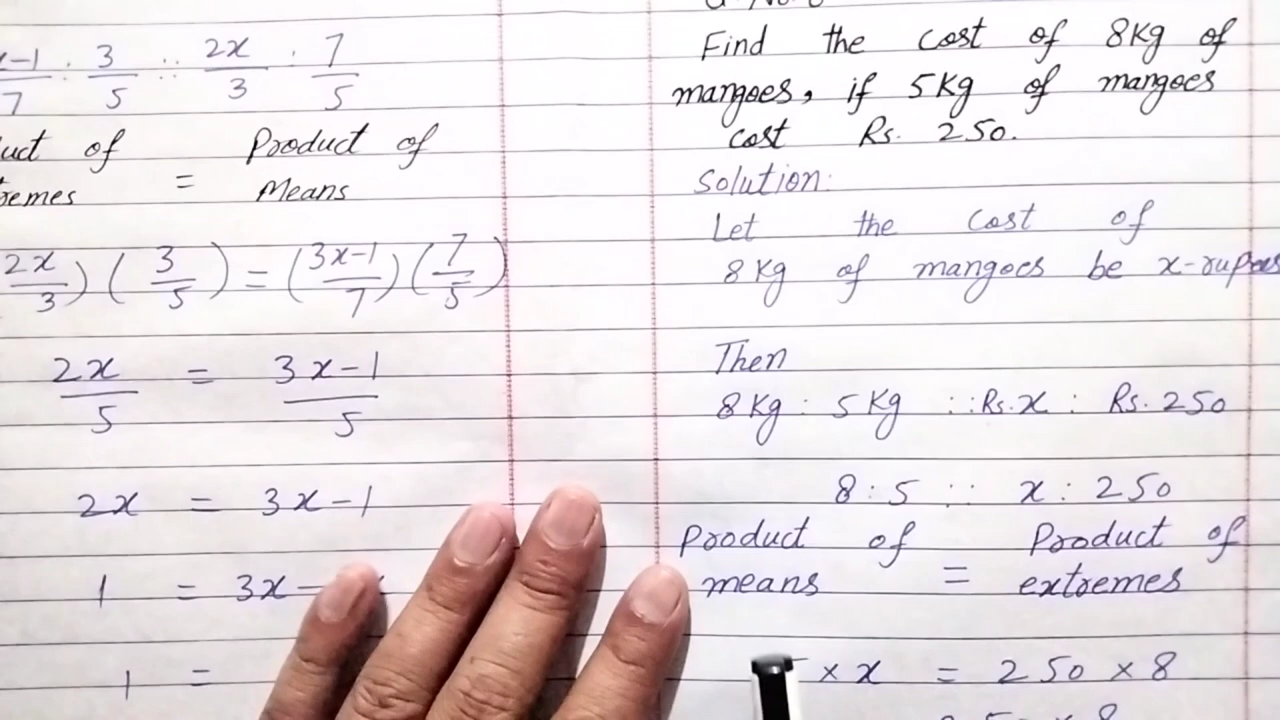 x-1/7 : 3/5 :: 2x/3 : 7/5
Product of = Product of
Means
(2x/3)(3/5) = (3x-1/7)(7/5)
2x/5 = 3x-1/5
2x = 3x-1
1 = 3x-
1 =
Find the cost of 8Kg of
mangoes, if 5Kg of mangoes
cost Rs. 250.
Solution:
Let the cost of
8Kg of mangoes be x-rupees
Then
8Kg : 5Kg :: Rs.x : Rs.250
8:5 :: x:250
Product of = Product of
means extremes
× x = 250 × 8